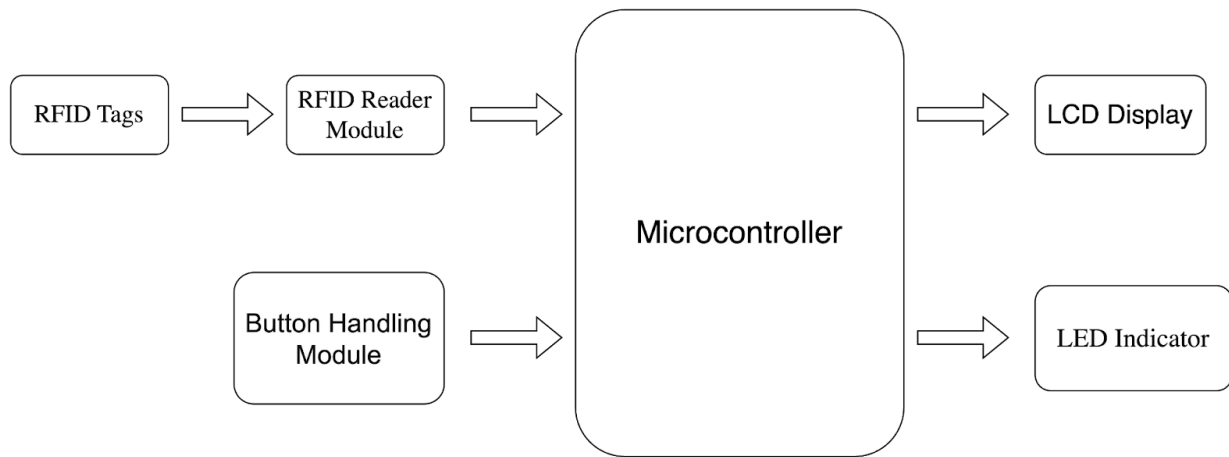 RFID Tags
RFID Reader
Module
Microcontroller
LCD Display
Button Handling
Module
LED Indicator